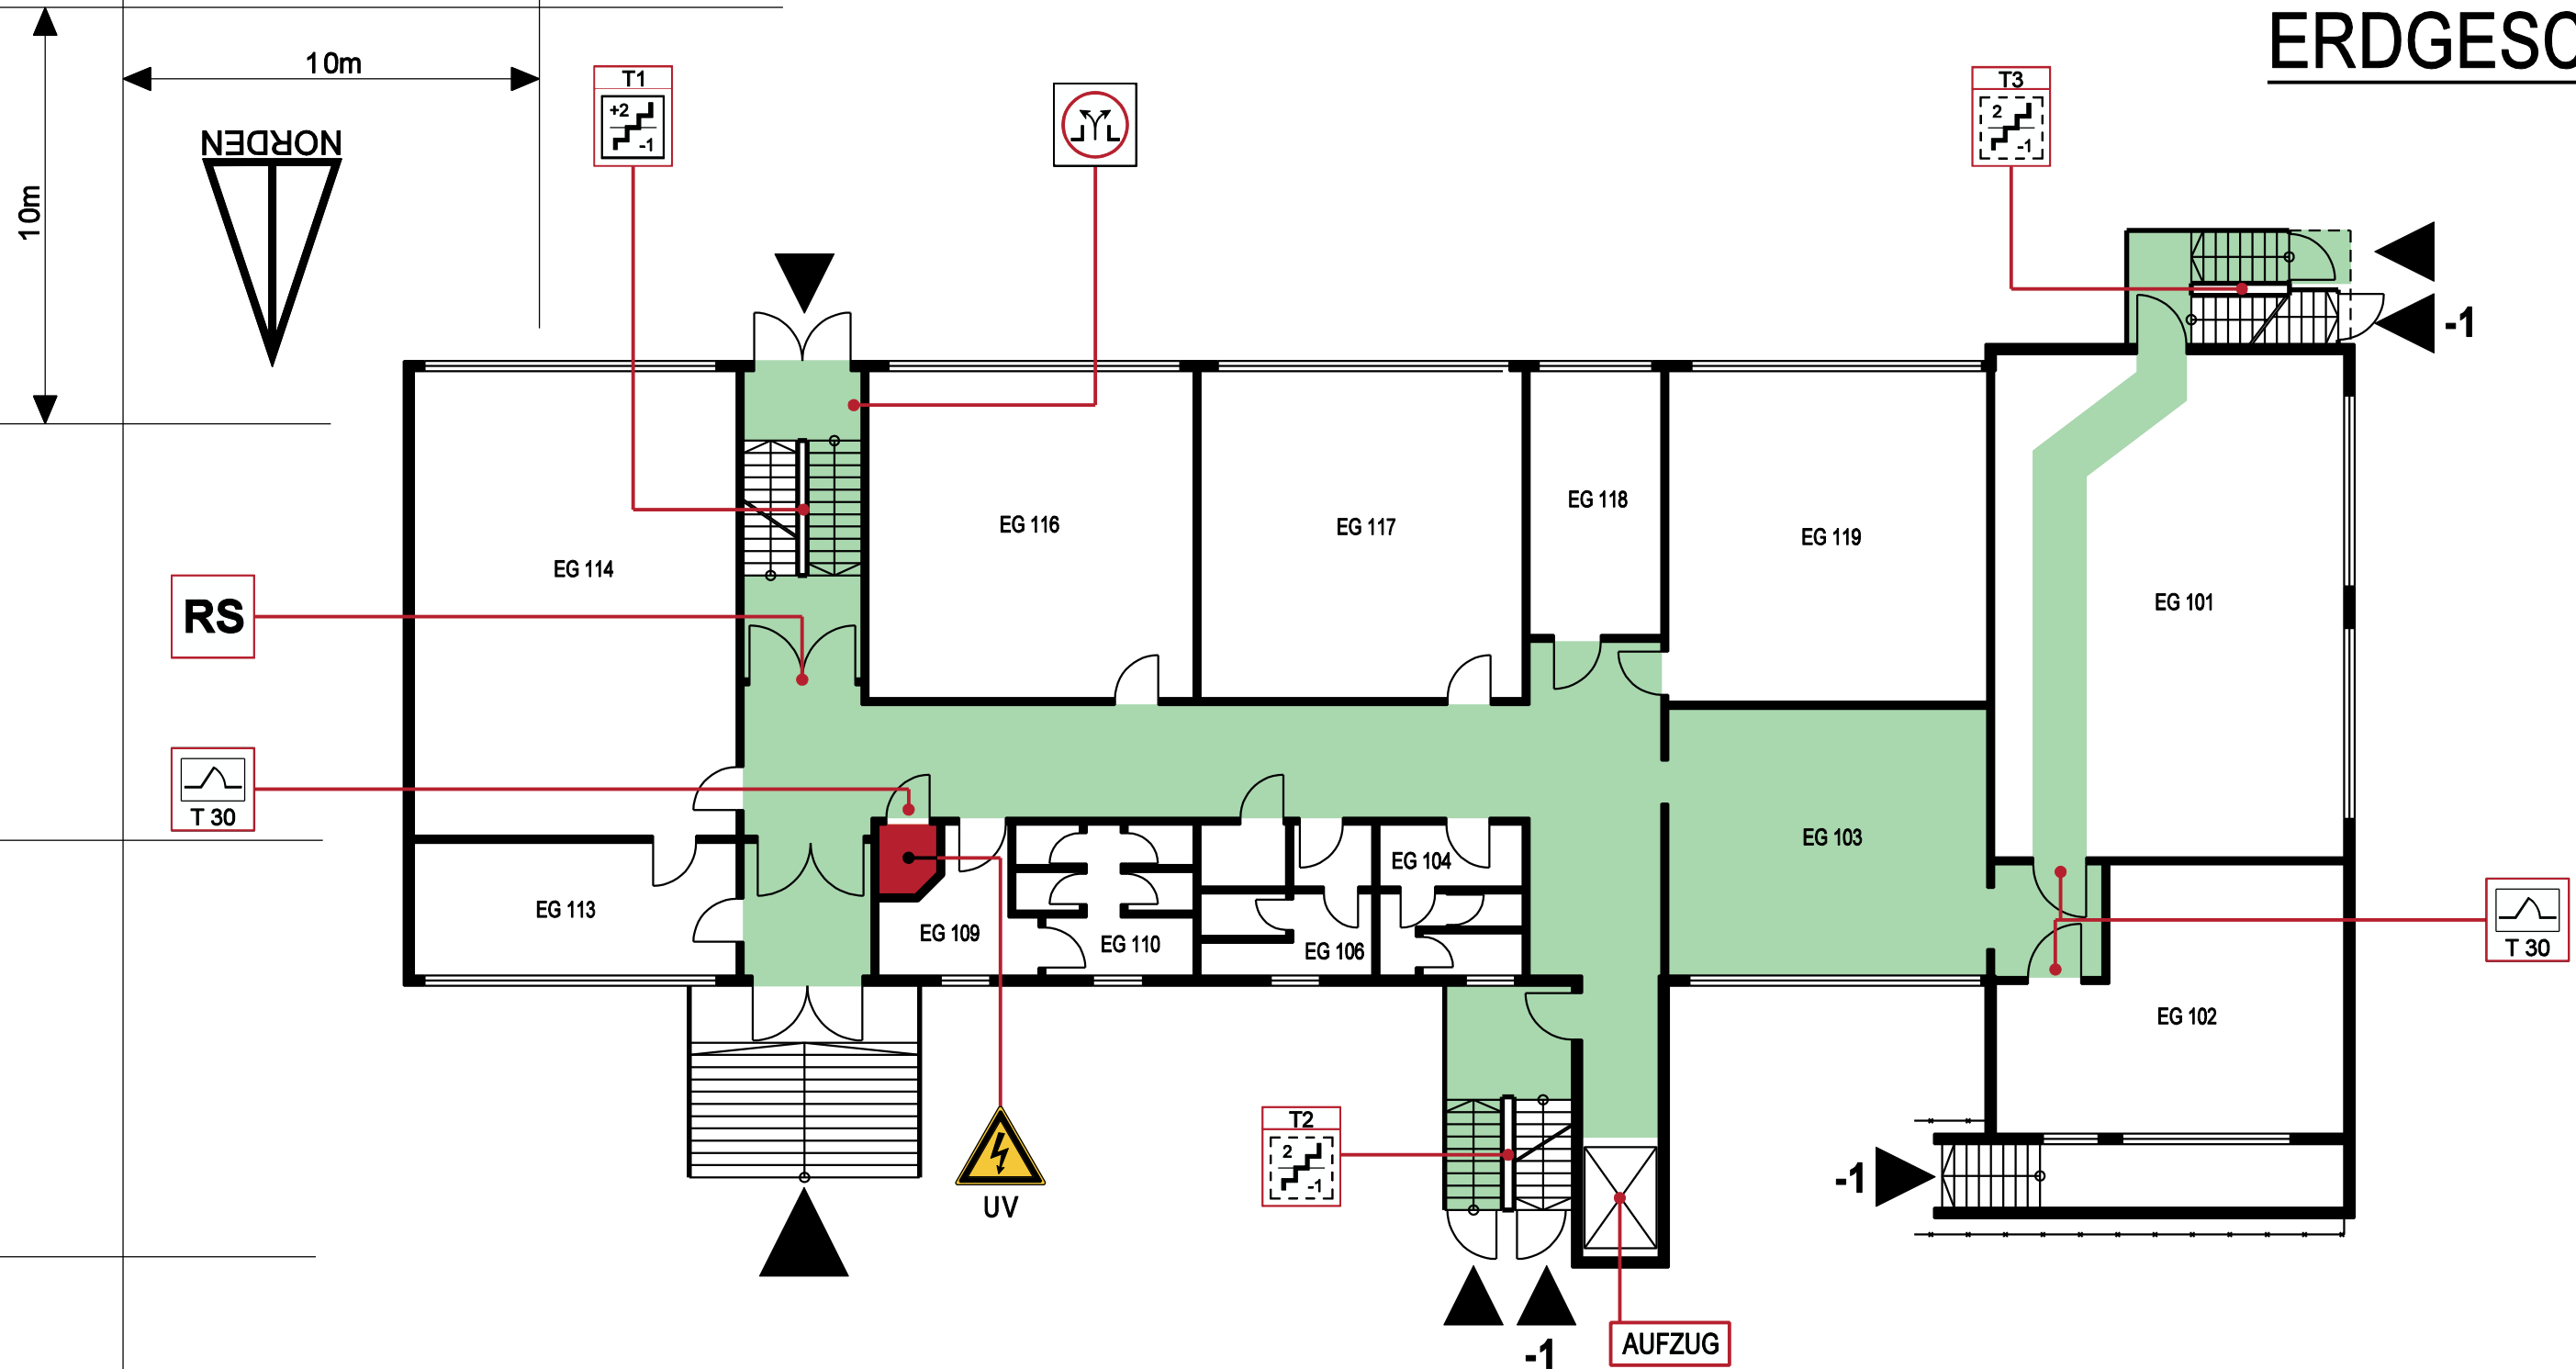 ERDGESC
10m
10m
NORDEN
T1
+2
-1
T3
2
-1
-1
EG 118
EG 116
EG 117
EG 119
EG 114
EG 101
RS
T 30
EG 103
EG 104
EG 113
EG 109
EG 110
EG 106
T 30
EG 102
T2
2
-1
-1
UV
-1
AUFZUG